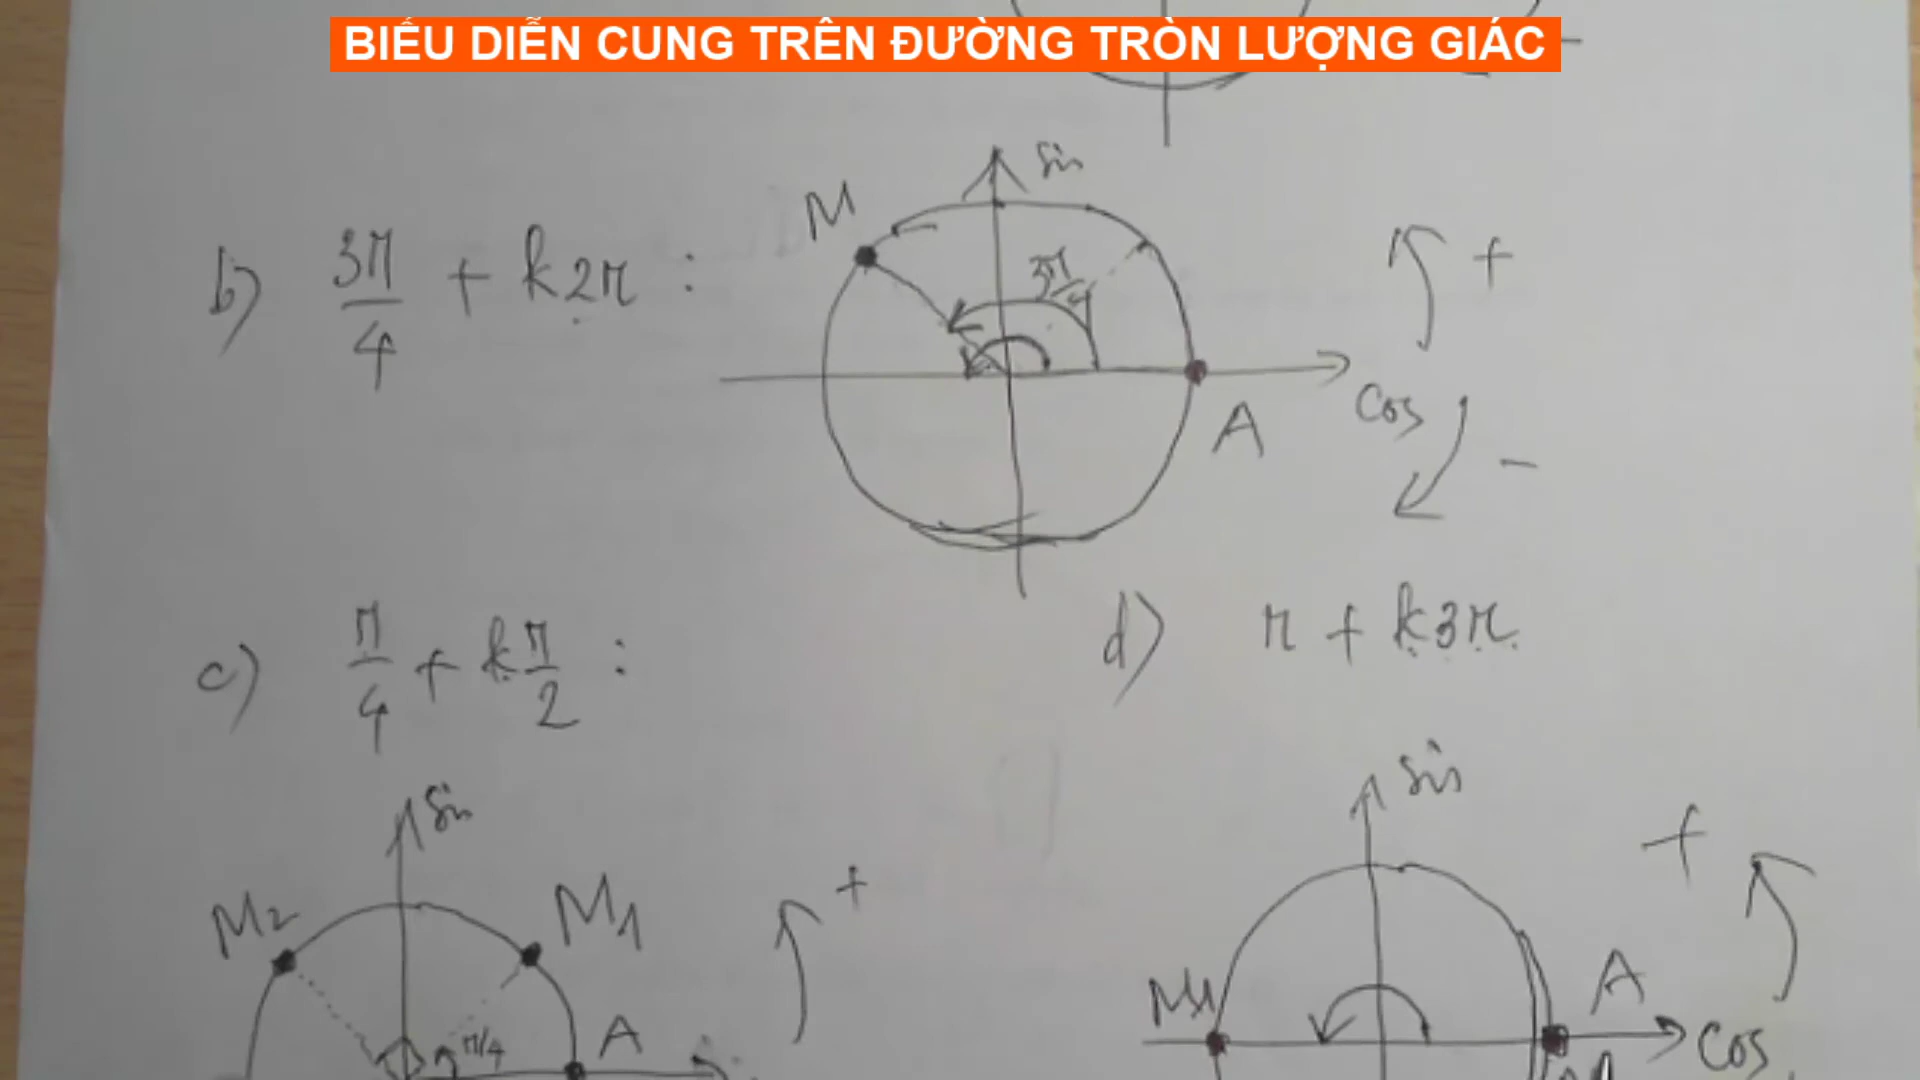 BIỂU DIỄN CUNG TRÊN ĐƯỜNG TRÒN LƯỢNG GIÁC
sin
M
b) 3π/4 + k2π :
3π/4
+
cos
A
-
c) π/4 + kπ/2 :
d) π + k3π
sin
sin
M2
M1
+
+
A
M1
A
π/4
cos